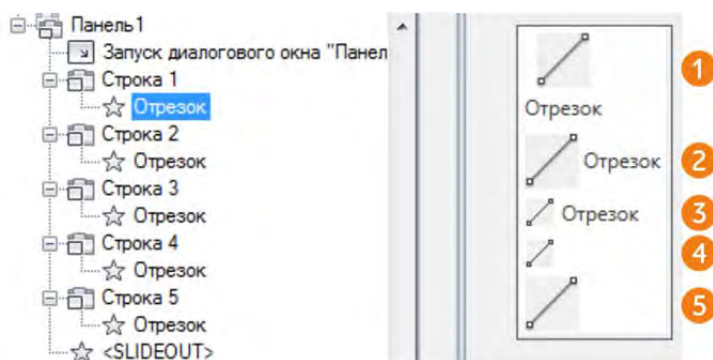 Панель1
Запуск диалогового окна "Панел
Строка 1
Отрезок
Строка 2
Отрезок
Строка 3
Отрезок
Строка 4
Отрезок
Строка 5
Отрезок
<SLIDEOUT>
1
Отрезок
Отрезок 2
Отрезок 3
4
5